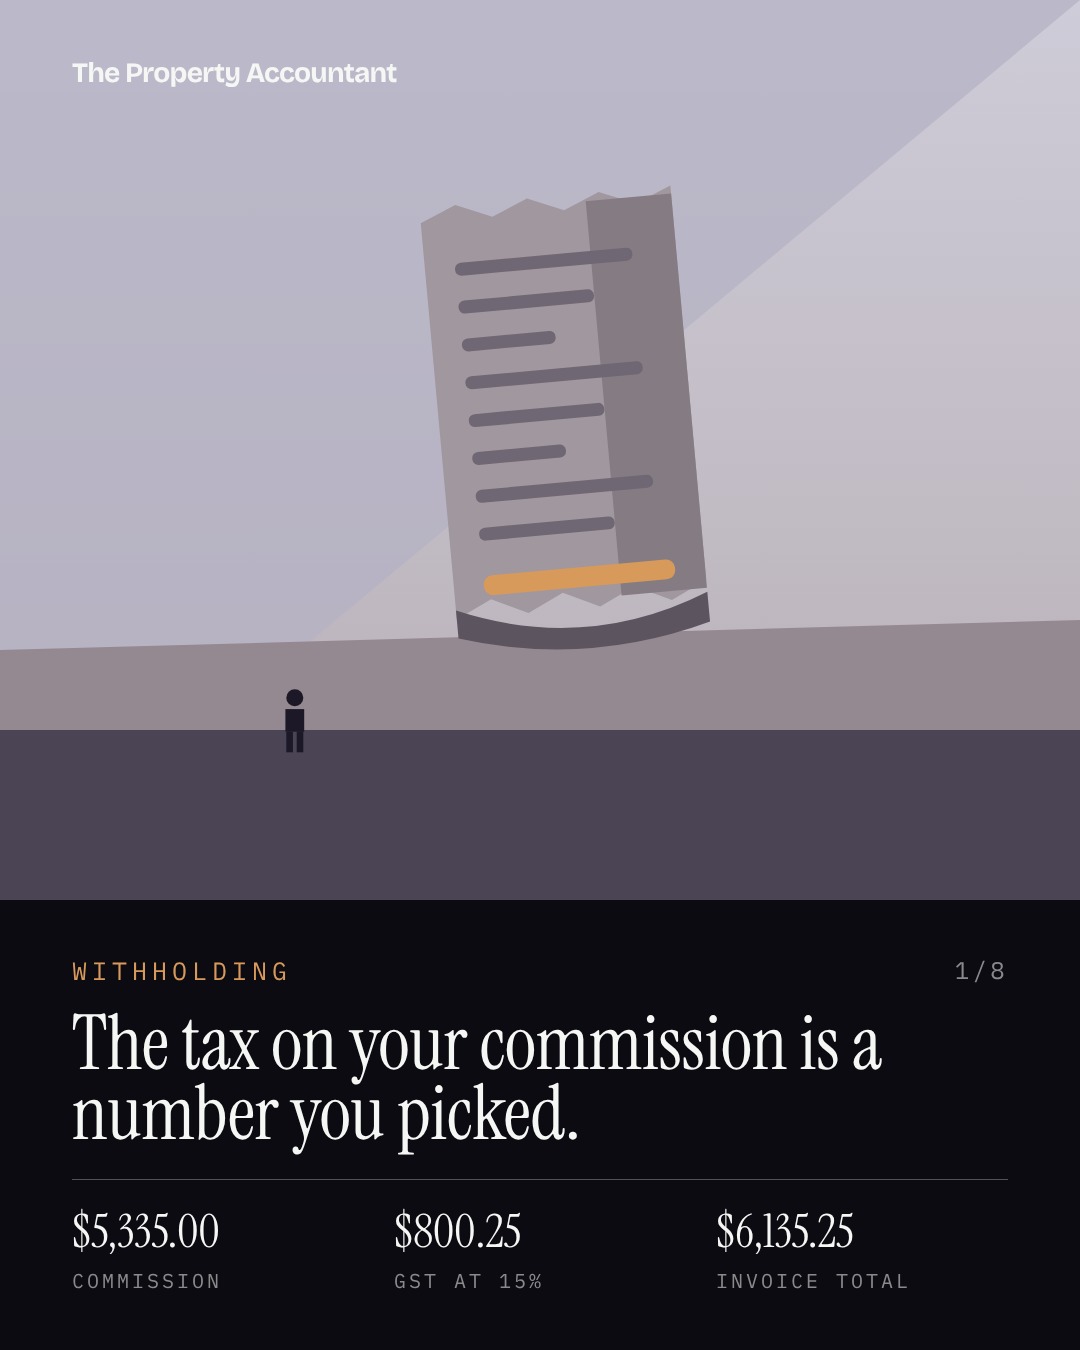 The Property Accountant
WITHHOLDING
1/8
The tax on your commission is a
number you picked.
$5,335.00
$800.25
$6,135.25
COMMISSION
GST AT 15%
INVOICE TOTAL